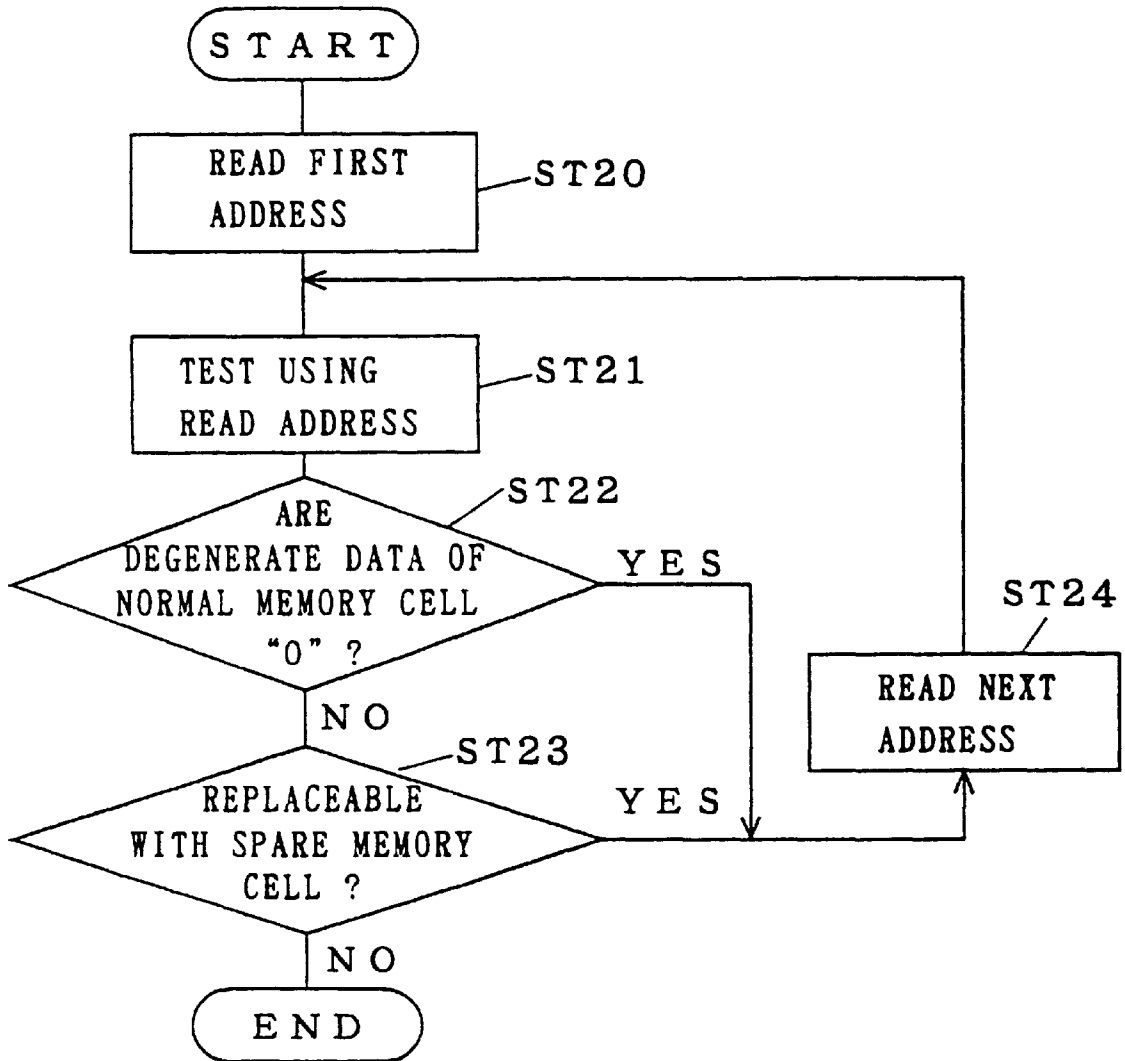 START
READ FIRST
ADDRESS
ST20
TEST USING
READ ADDRESS
ST21
ARE
DEGENERATE DATA OF
NORMAL MEMORY CELL
“0” ?
ST22
YES
NO
ST24
READ NEXT
ADDRESS
REPLACEABLE
WITH SPARE MEMORY
CELL ?
ST23
YES
NO
END